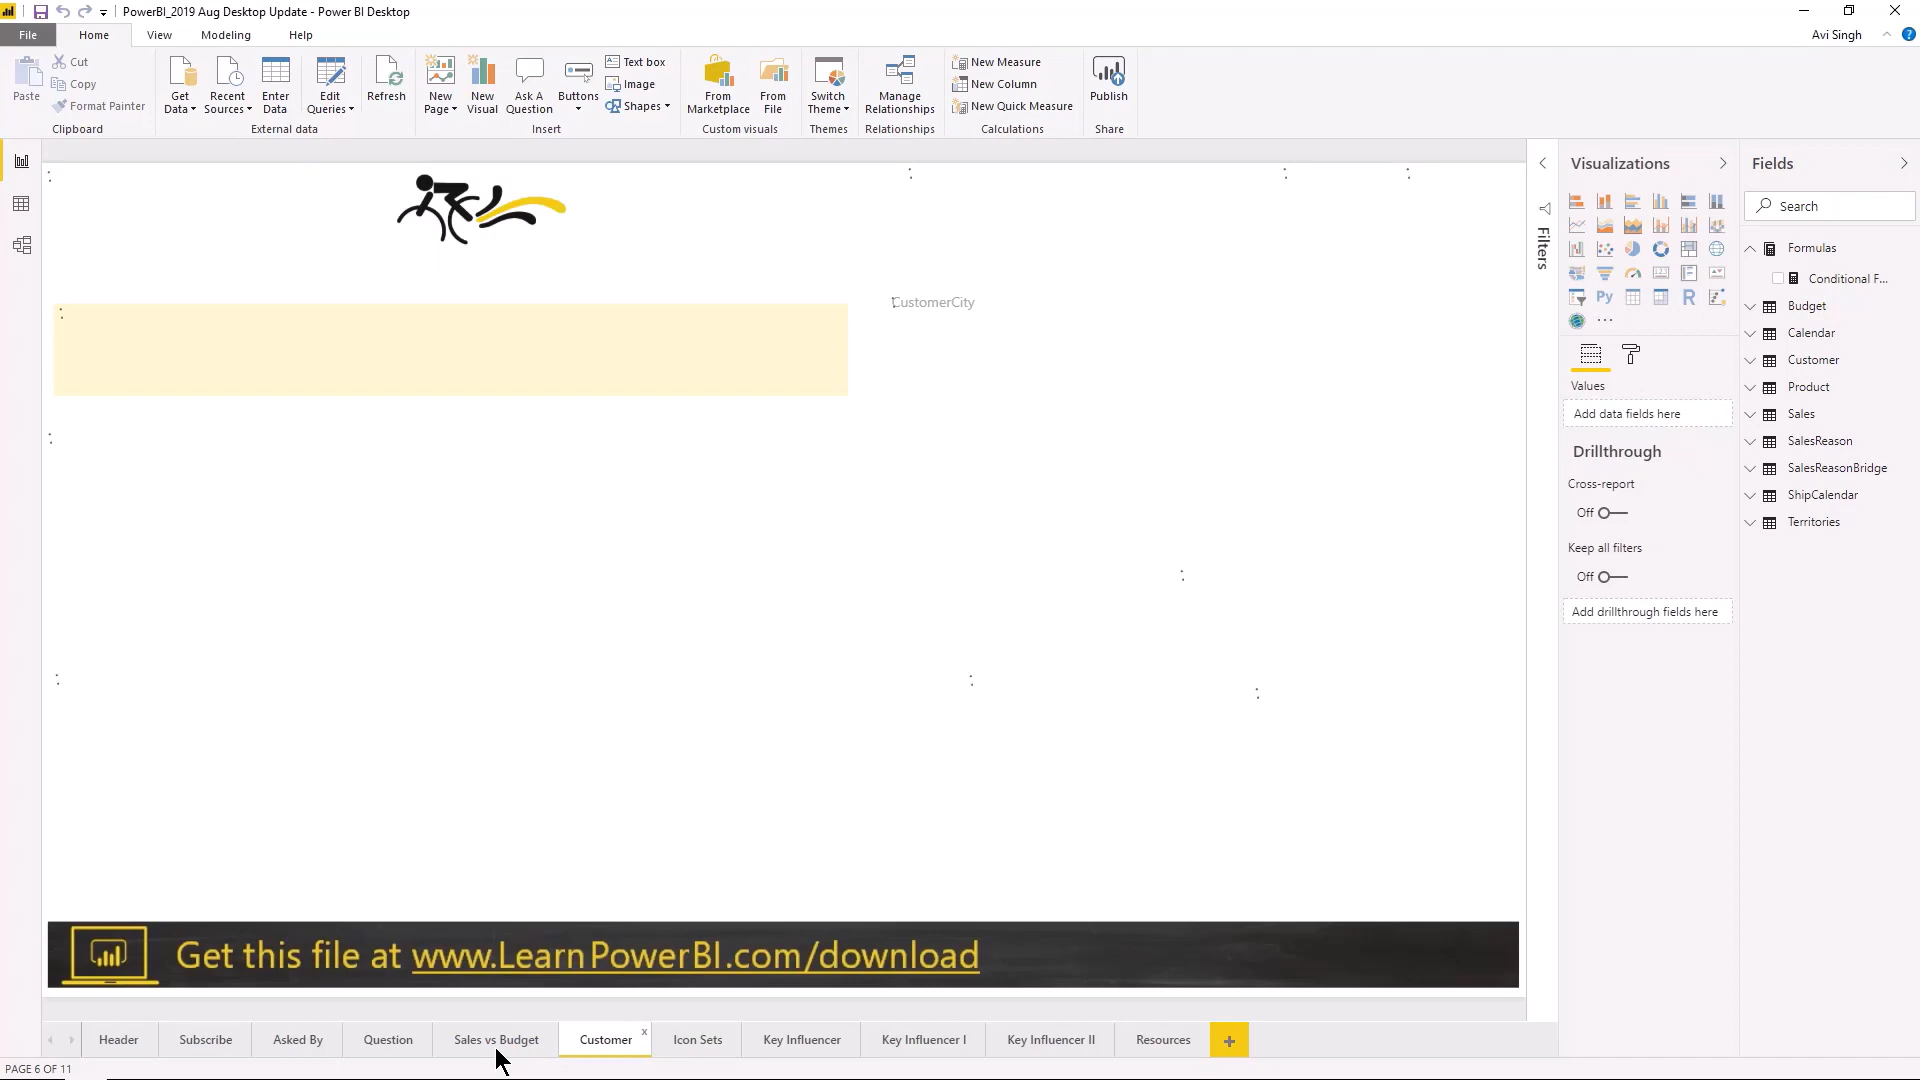 PowerBI_2019 Aug Desktop Update - Power BI Desktop
File Home View Modeling Help
Avi Singh
?
Paste
Cut
Copy
Format Painter
Clipboard
Get Data
Recent Sources
Enter Data
Edit Queries
Refresh
External data
New Page
New Visual
Ask A Question
Buttons
Text box
Image
Shapes
Insert
From Marketplace
From File
Custom visuals
Switch Theme
Themes
Manage Relationships
Relationships
New Measure
New Column
New Quick Measure
Calculations
Publish
Share
CustomerCity
Get this file at www.LearnPowerBI.com/download
Filters
Visualizations
Py
R
Values
Add data fields here
Drillthrough
Cross-report
Off
Keep all filters
Off
Add drillthrough fields here
Fields
Search
Formulas
Conditional F...
Budget
Calendar
Customer
Product
Sales
SalesReason
SalesReasonBridge
ShipCalendar
Territories
Header Subscribe Asked By Question Sales vs Budget Customer x Icon Sets Key Influencer Key Influencer I Key Influencer II Resources +
PAGE 6 OF 11